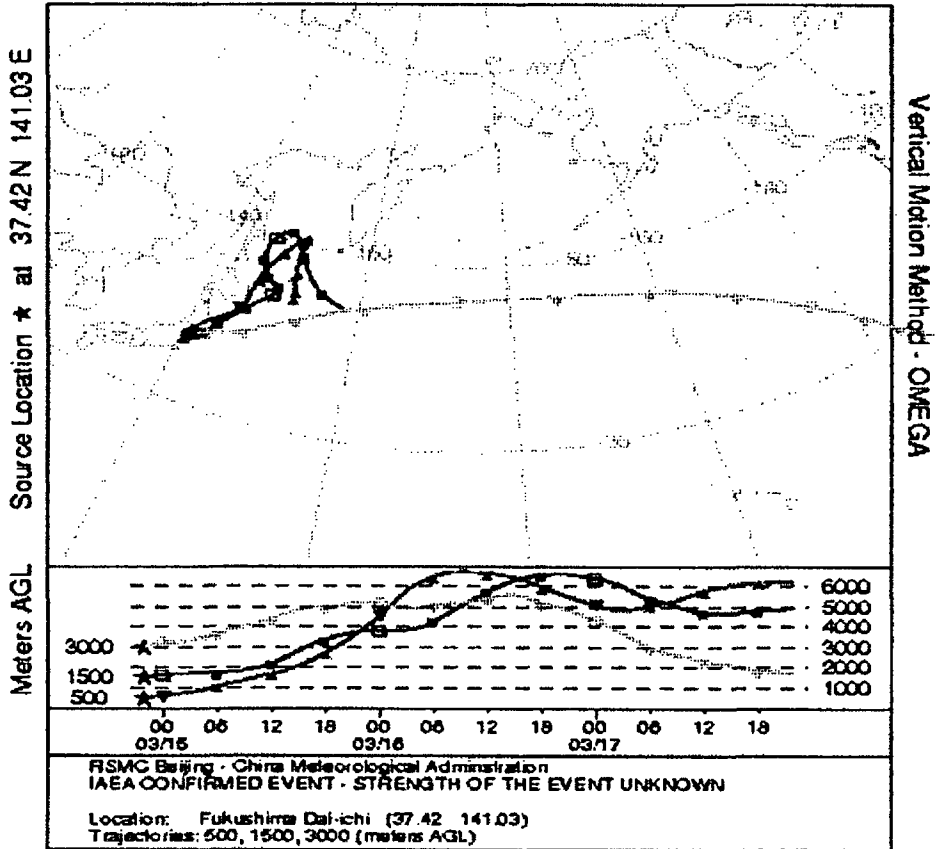 Source Location ★ at 37.42 N 141.03 E
Vertical Motion Method - OMEGA
140
160
Meters AGL
3000
1500
500
6000
5000
4000
3000
2000
1000
00 06 12 18 00 06 12 18 00 06 12 18
03/15 03/16 03/17
RSMC Beijing - China Meteorological Administration
IAEA CONFIRMED EVENT - STRENGTH OF THE EVENT UNKNOWN
Location: Fukushima Dai-ichi (37.42 141.03)
Trajectories: 500, 1500, 3000 (meters AGL)